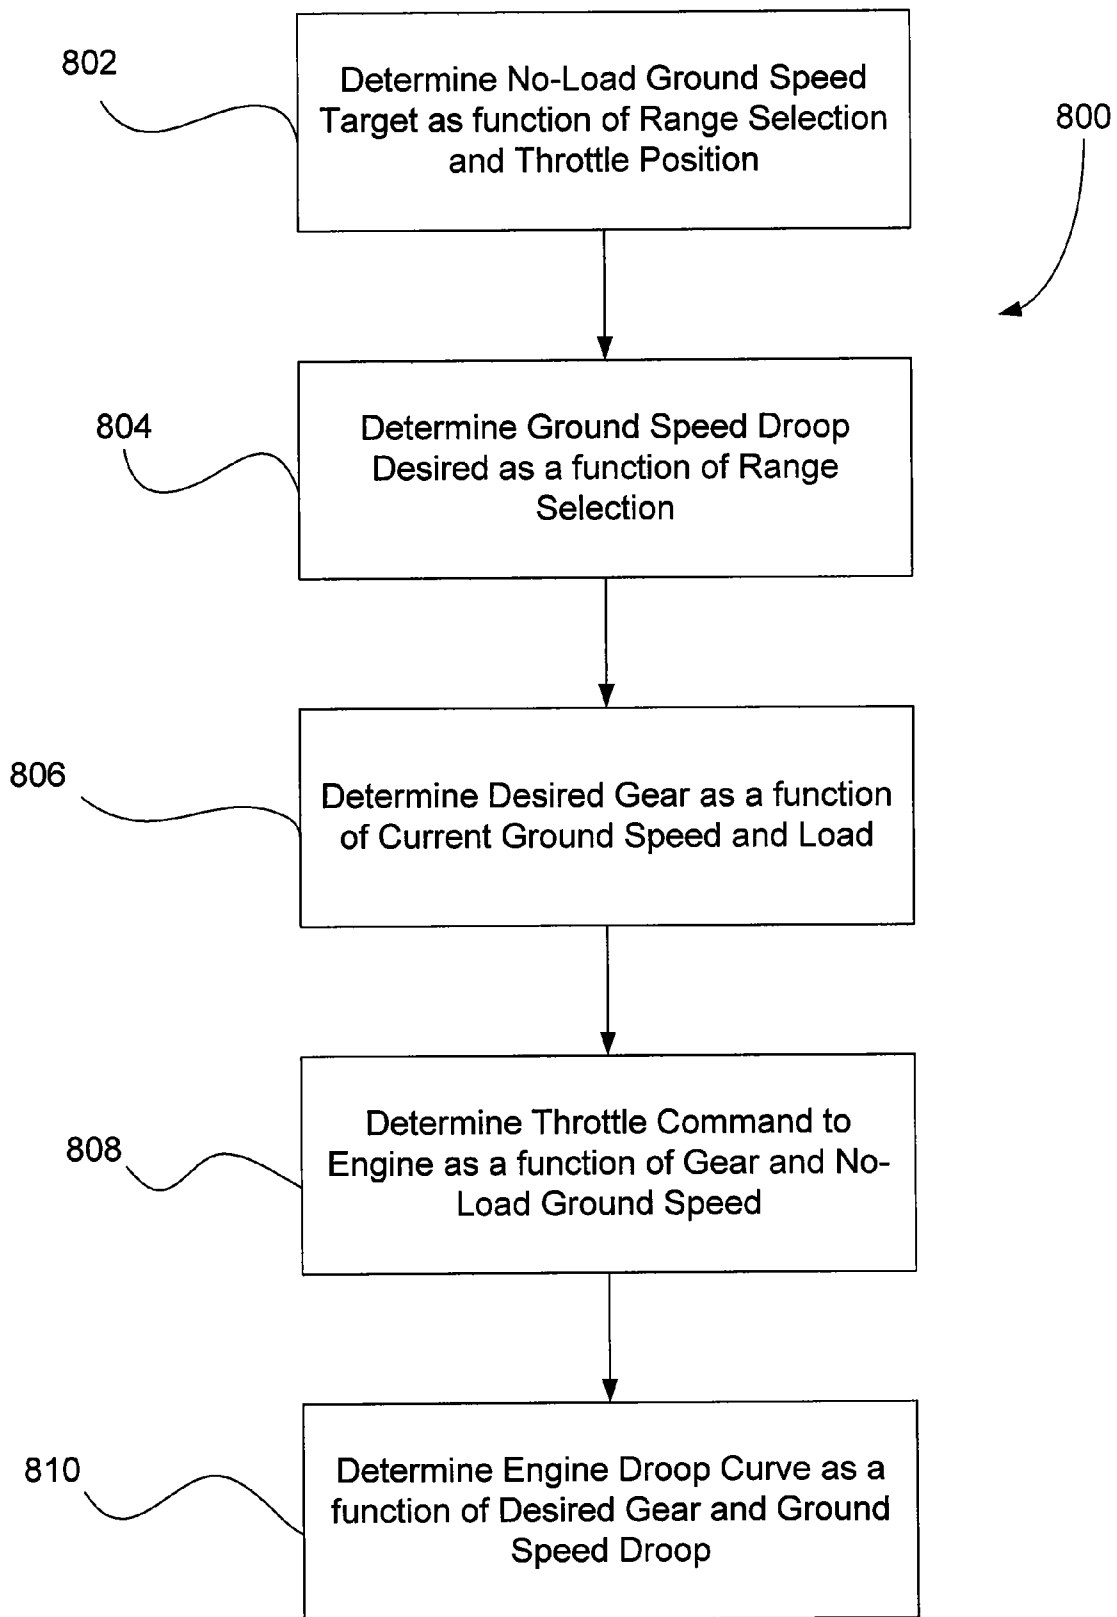 802
Determine No-Load Ground Speed
Target as function of Range Selection
and Throttle Position
800
804
Determine Ground Speed Droop
Desired as a function of Range
Selection
806
Determine Desired Gear as a function
of Current Ground Speed and Load
808
Determine Throttle Command to
Engine as a function of Gear and No-
Load Ground Speed
810
Determine Engine Droop Curve as a
function of Desired Gear and Ground
Speed Droop